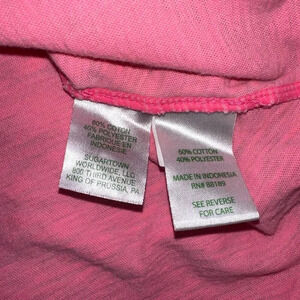 60% COTTON
40% POLYESTER
FABRIQUE EN
INDONESIE
SUGARTOWN
WORLDWIDE, LLC
800 THIRD AVENUE
KING OF PRUSSIA, PA
60% COTTON
40% POLYESTER
MADE IN INDONESIA
RN# 88189
SEE REVERSE
FOR CARE